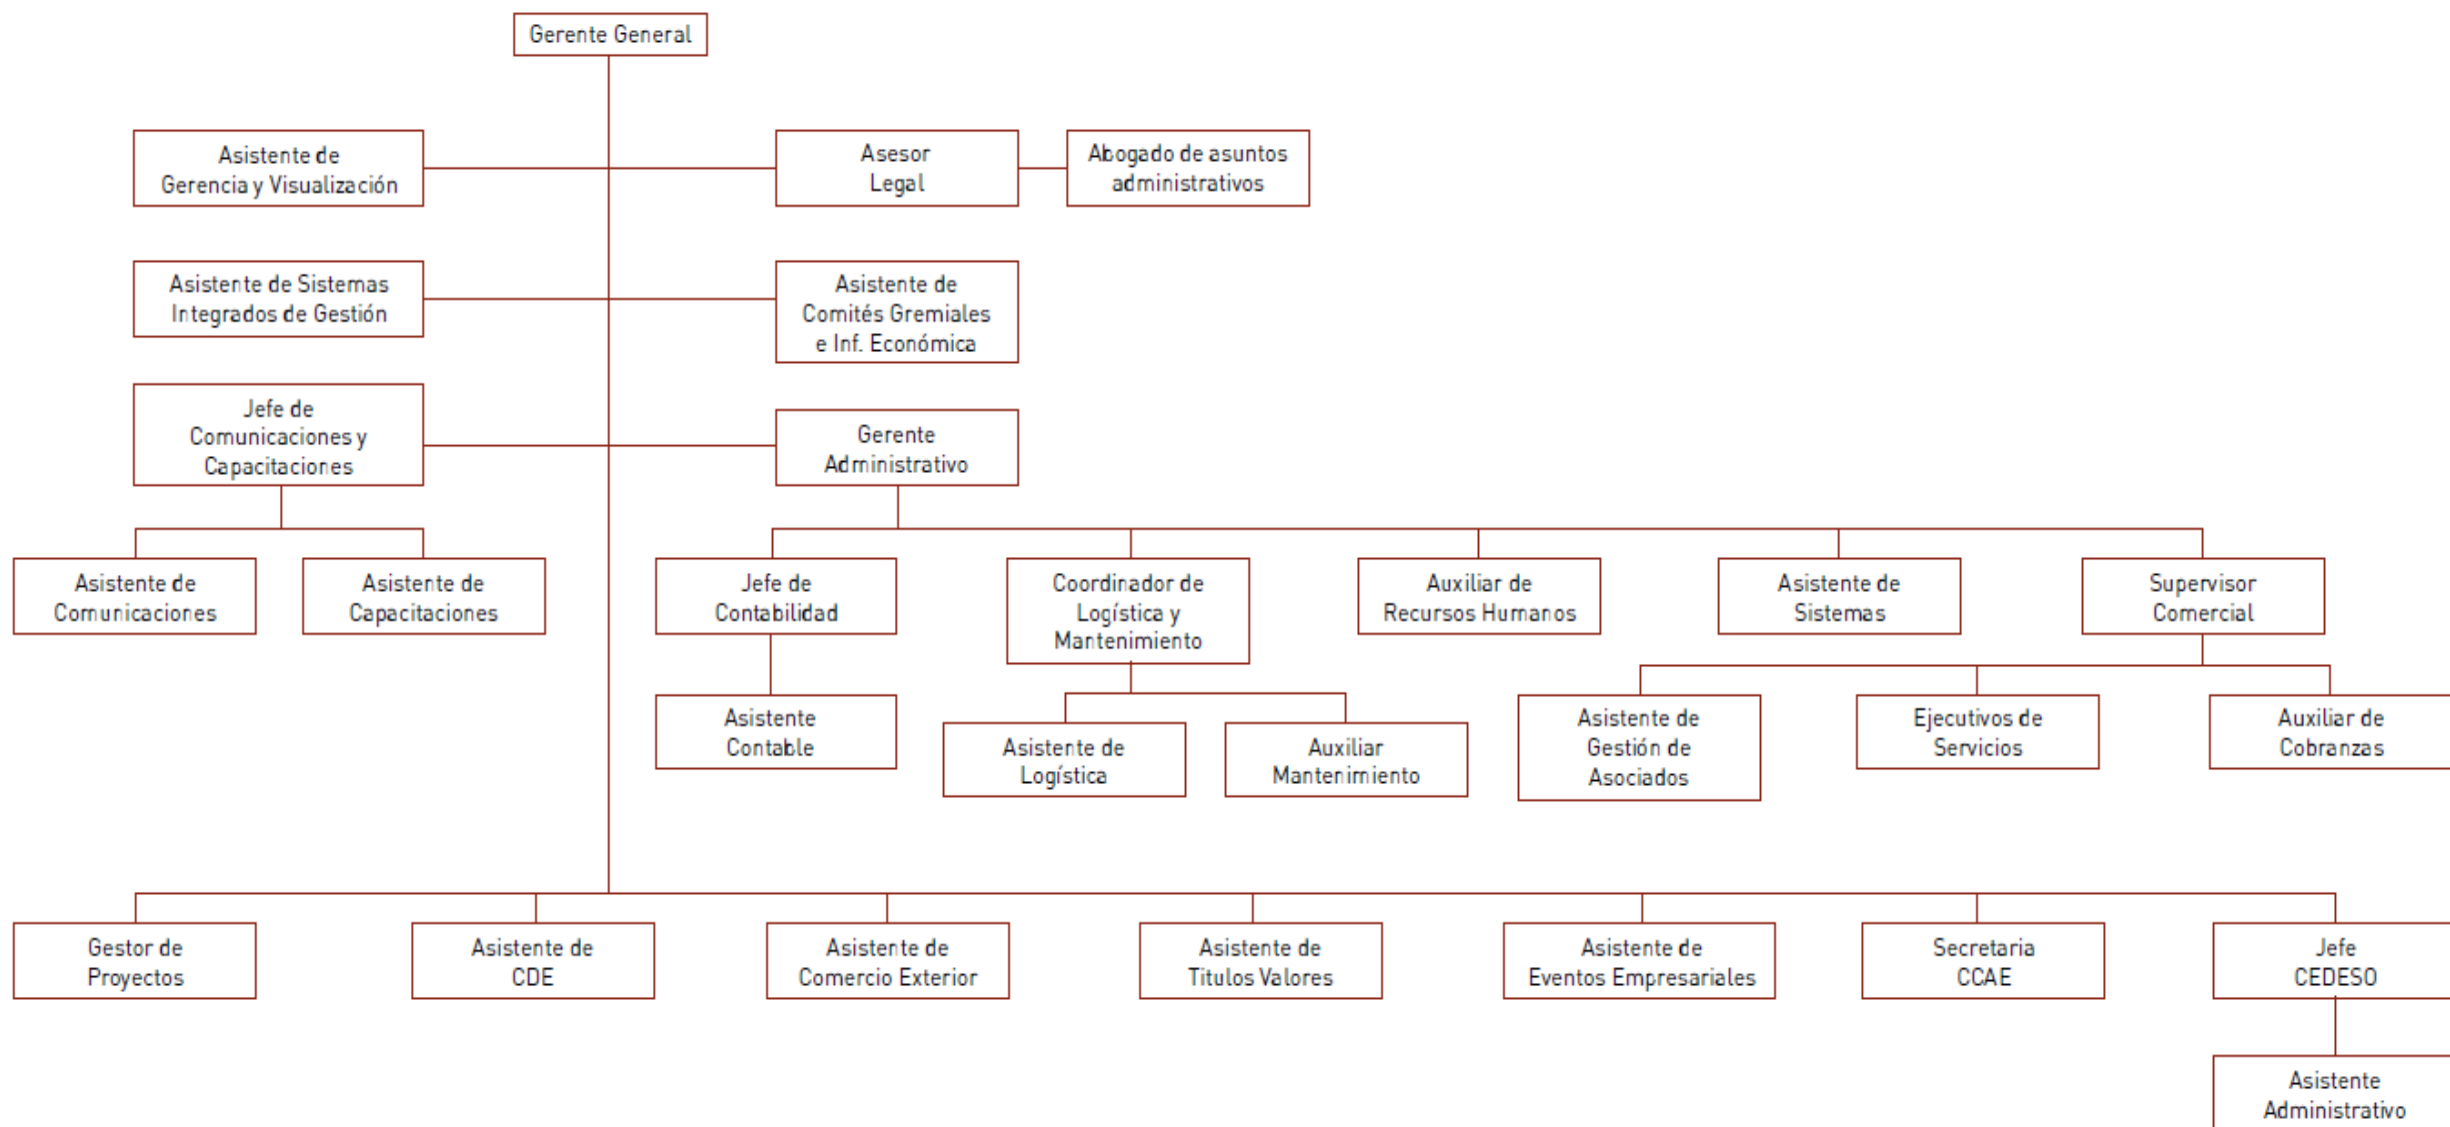 Gerente General
Asistente de
Gerencia y Visualización
Asesor
Legal
Abogado de asuntos
administrativos
Asistente de Sistemas
Integrados de Gestión
Asistente de
Comités Gremiales
e Inf. Económica
Jefe de
Comunicaciones y
Capacitaciones
Gerente
Administrativo
Asistente de
Comunicaciones
Asistente de
Capacitaciones
Jefe de
Contabilidad
Coordinador de
Logística y
Mantenimiento
Auxiliar de
Recursos Humanos
Asistente de
Sistemas
Supervisor
Comercial
Asistente
Contable
Asistente de
Logística
Auxiliar
Mantenimiento
Asistente de
Gestión de
Asociados
Ejecutivos de
Servicios
Auxiliar de
Cobranzas
Gestor de
Proyectos
Asistente de
CDE
Asistente de
Comercio Exterior
Asistente de
Titulos Valores
Asistente de
Eventos Empresariales
Secretaria
CCAE
Jefe
CEDESO
Asistente
Administrativo